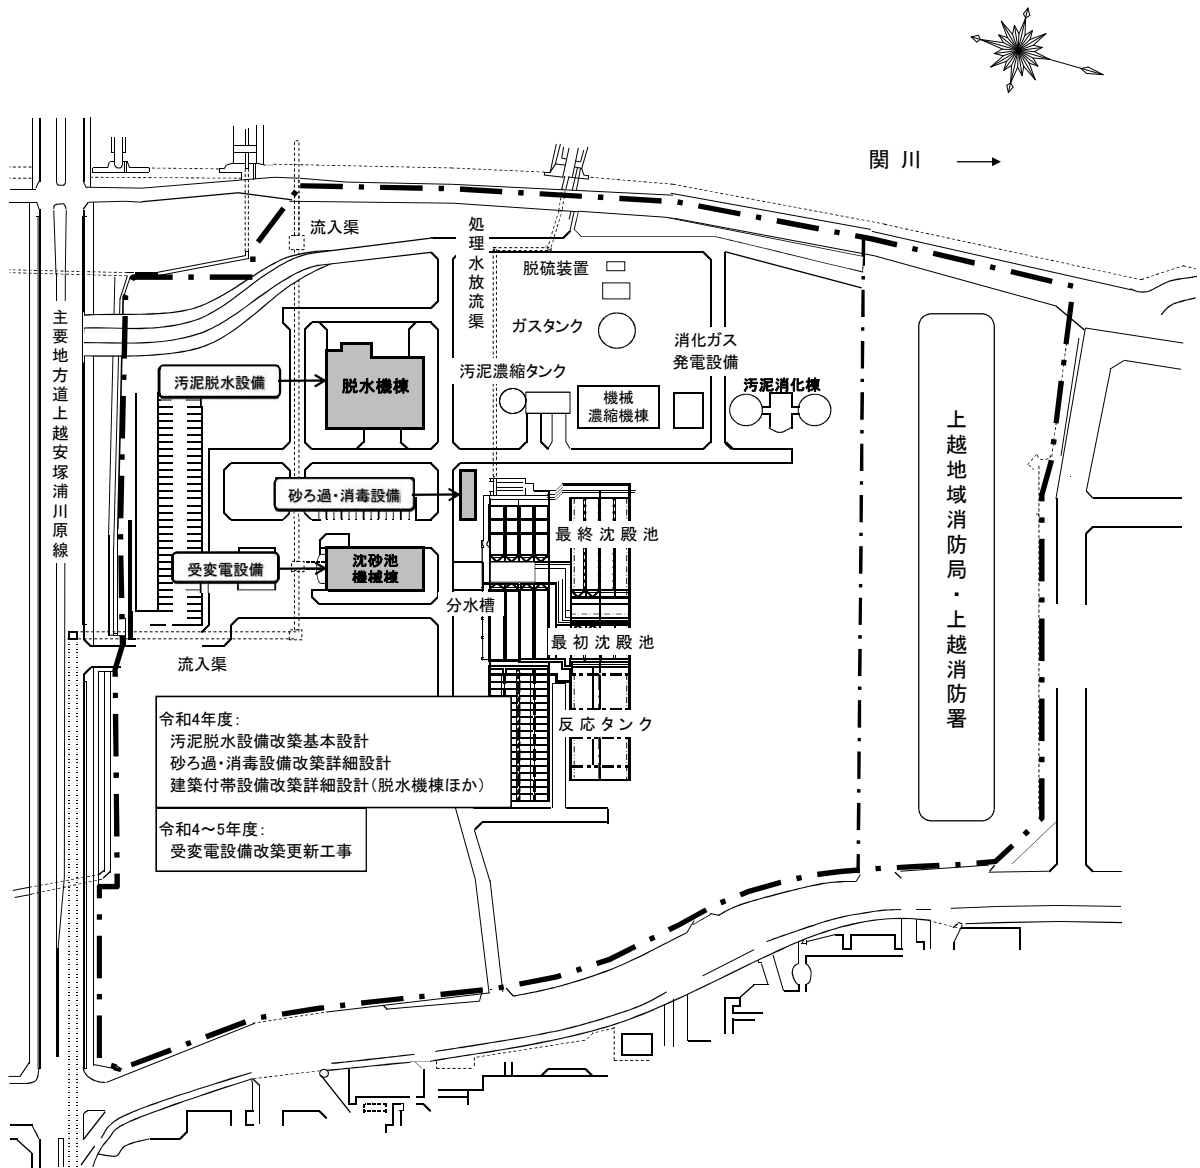 関川
流入渠
処理水放流渠
脱硫装置
ガスタンク
消化ガス
発電設備
主要地方道上越安塚浦川原線
汚泥脱水設備
脱水機棟
汚泥濃縮タンク
機械
濃縮機棟
汚泥消化棟
上越地域消防局・上越消防署
砂ろ過・消毒設備
最終沈殿池
受変電設備
沈砂池
機械棟
分水槽
最初沈殿池
流入渠
反応タンク
令和4年度：
汚泥脱水設備改築基本設計
砂ろ過・消毒設備改築詳細設計
建築付帯設備改築詳細設計（脱水機棟ほか）
令和4～5年度：
受変電設備改築更新工事